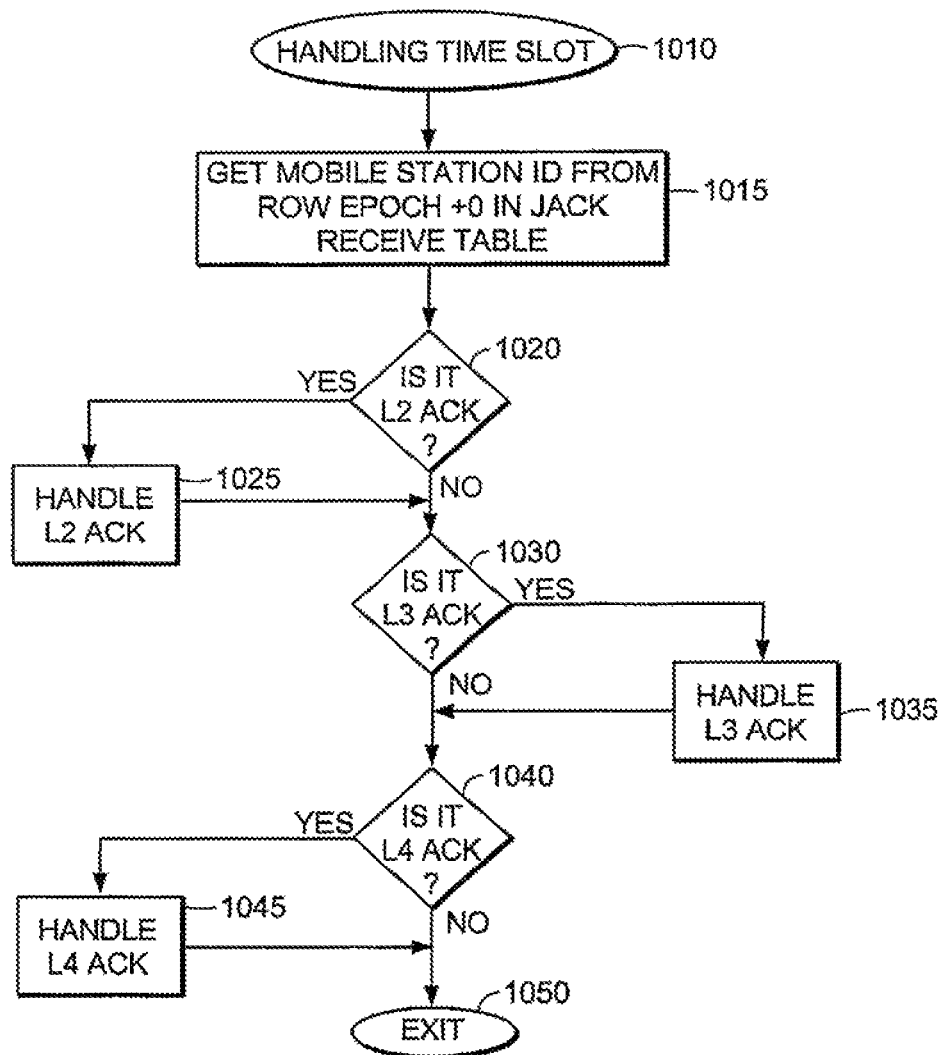 HANDLING TIME SLOT
1010
GET MOBILE STATION ID FROM
ROW EPOCH +0 IN JACK
RECEIVE TABLE
1015
1020
YES
IS IT
L2 ACK
?
1025
NO
HANDLE
L2 ACK
1030
IS IT
L3 ACK
?
YES
NO
HANDLE
L3 ACK
1035
1040
YES
IS IT
L4 ACK
?
1045
NO
HANDLE
L4 ACK
1050
EXIT